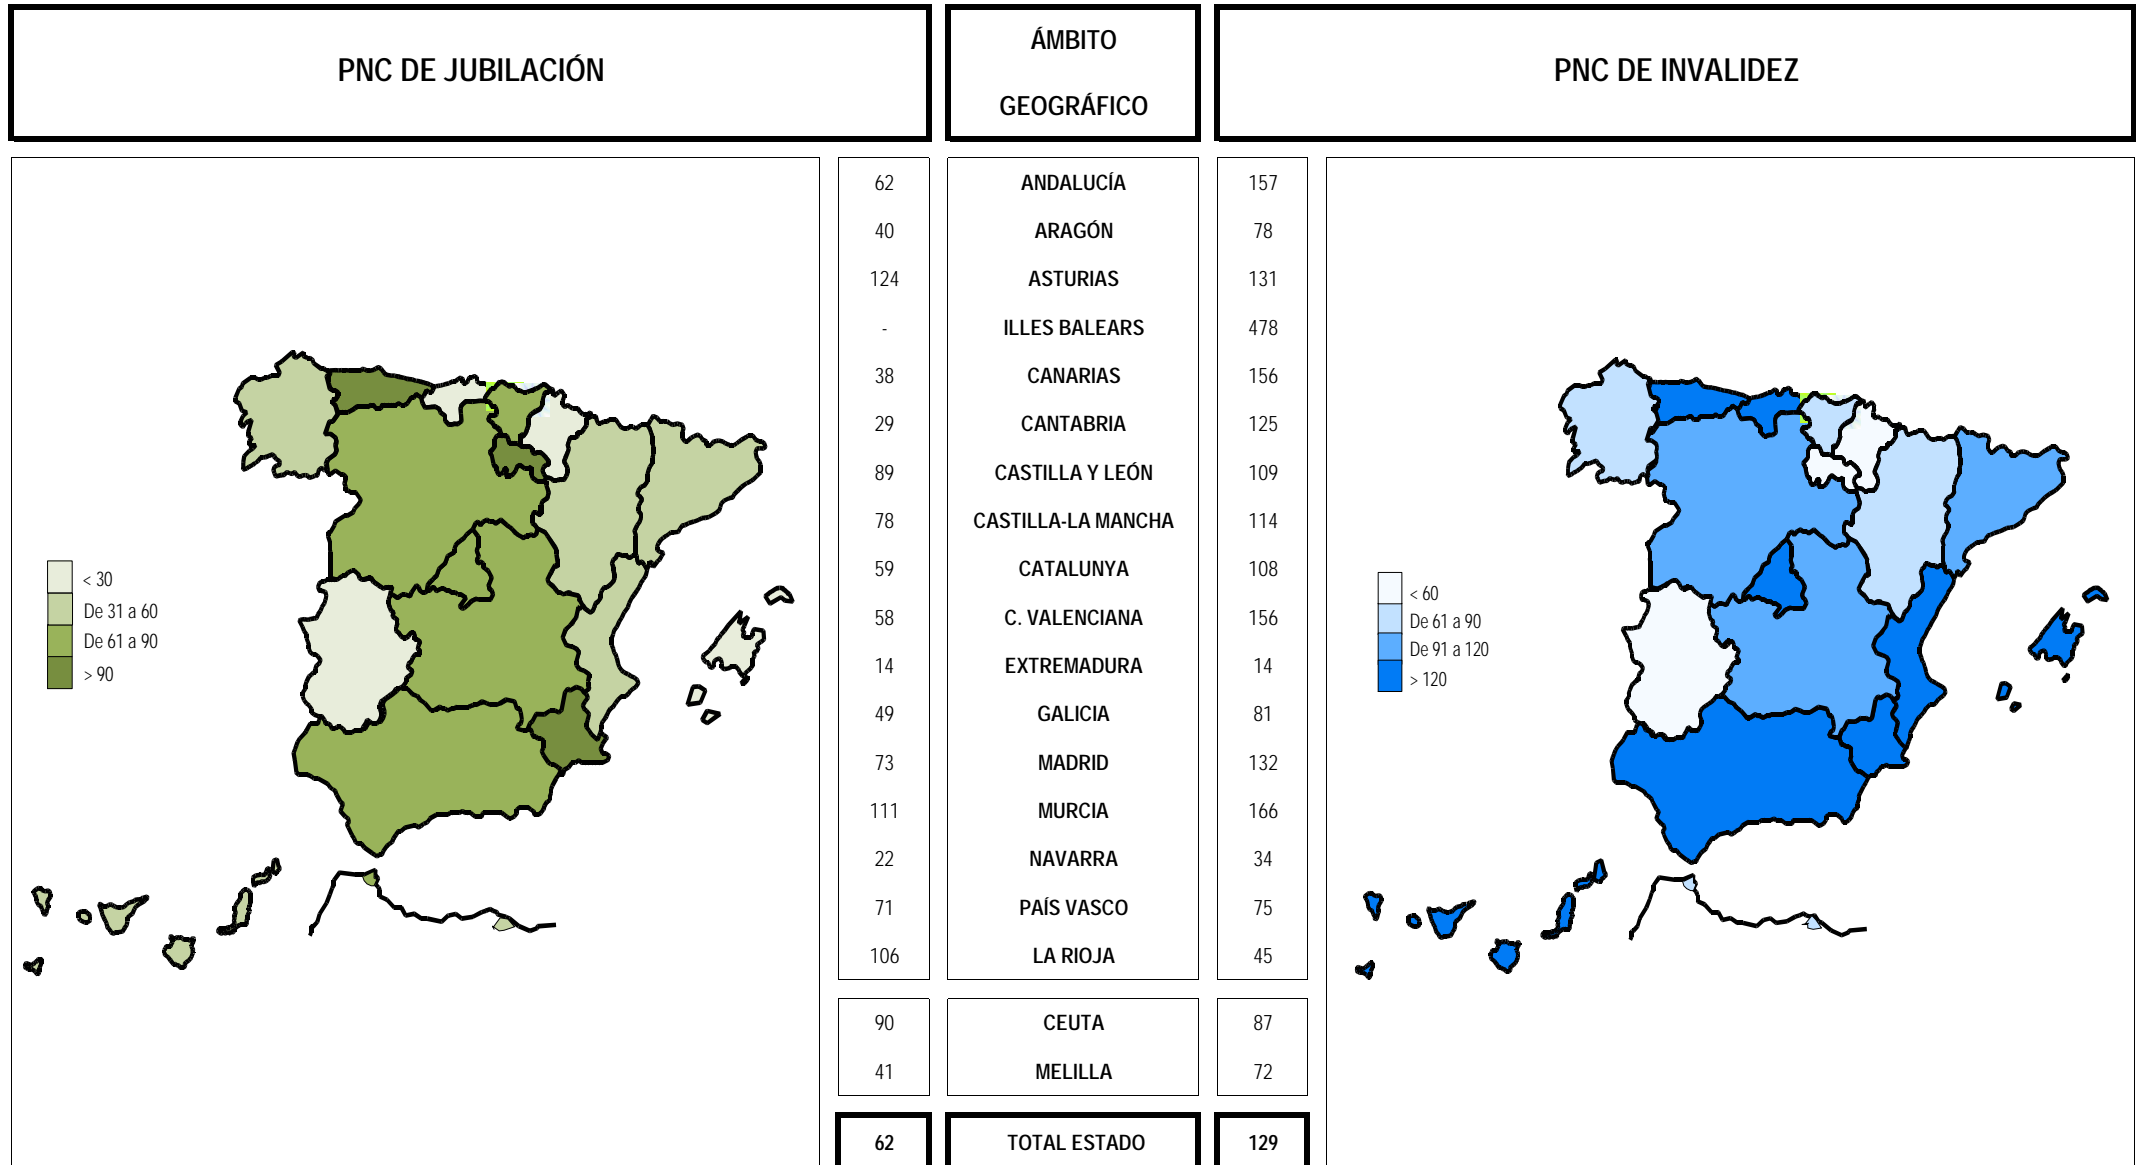 PNC DE JUBILACIÓN
ÁMBITO
GEOGRÁFICO
PNC DE INVALIDEZ
62 ANDALUCÍA 157
40 ARAGÓN 78
124 ASTURIAS 131
- ILLES BALEARS 478
38 CANARIAS 156
29 CANTABRIA 125
89 CASTILLA Y LEÓN 109
78 CASTILLA-LA MANCHA 114
59 CATALUNYA 108
58 C. VALENCIANA 156
14 EXTREMADURA 14
49 GALICIA 81
73 MADRID 132
111 MURCIA 166
22 NAVARRA 34
71 PAÍS VASCO 75
106 LA RIOJA 45
90 CEUTA 87
41 MELILLA 72
62 TOTAL ESTADO 129
< 30
De 31 a 60
De 61 a 90
> 90
< 60
De 61 a 90
De 91 a 120
> 120